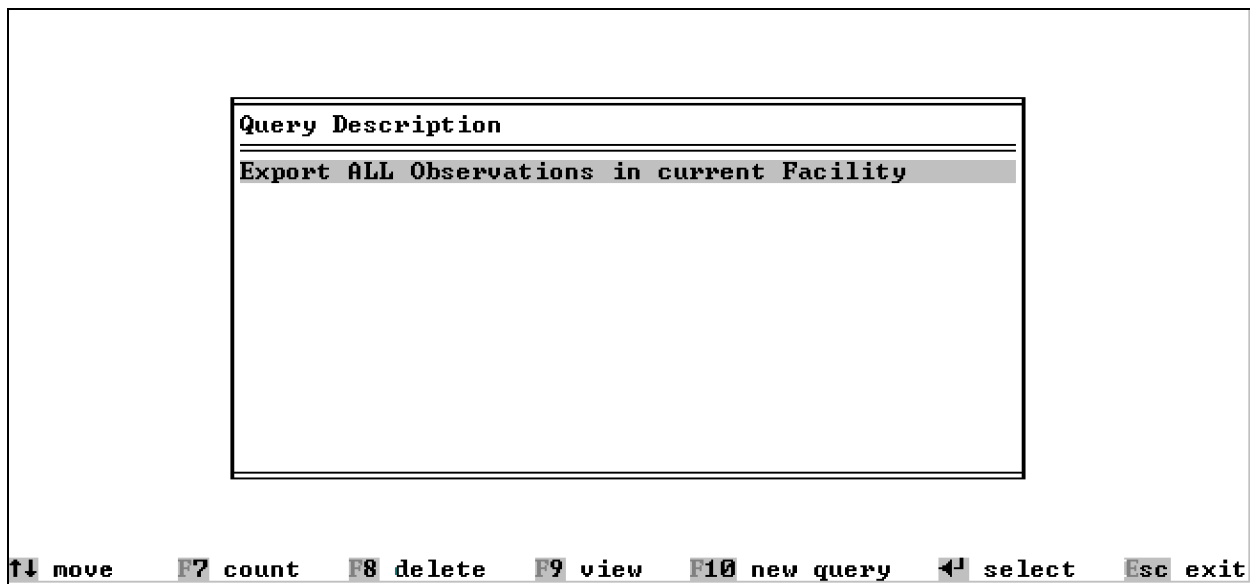 Query Description
Export ALL Observations in current Facility
↑↓ move F7 count F8 delete F9 view F10 new query ◄┘ select Esc exit